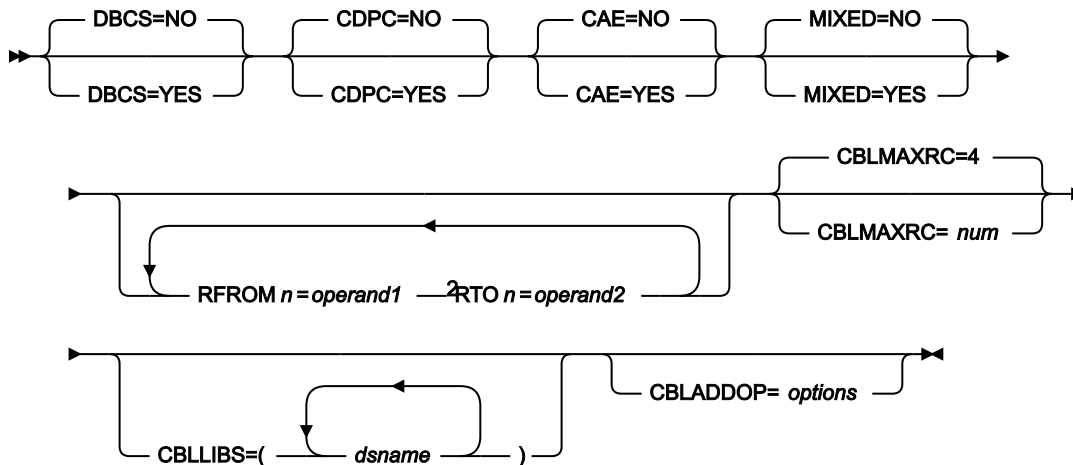 DBCS=NO CDPC=NO CAE=NO MIXED=NO
DBCS=YES CDPC=YES CAE=YES MIXED=YES
CBLMAXRC=4
CBLMAXRC= num
RFROM n=operand1 2 RTO n=operand2
CBLADDOP= options
CBLLIBS=( dsname )